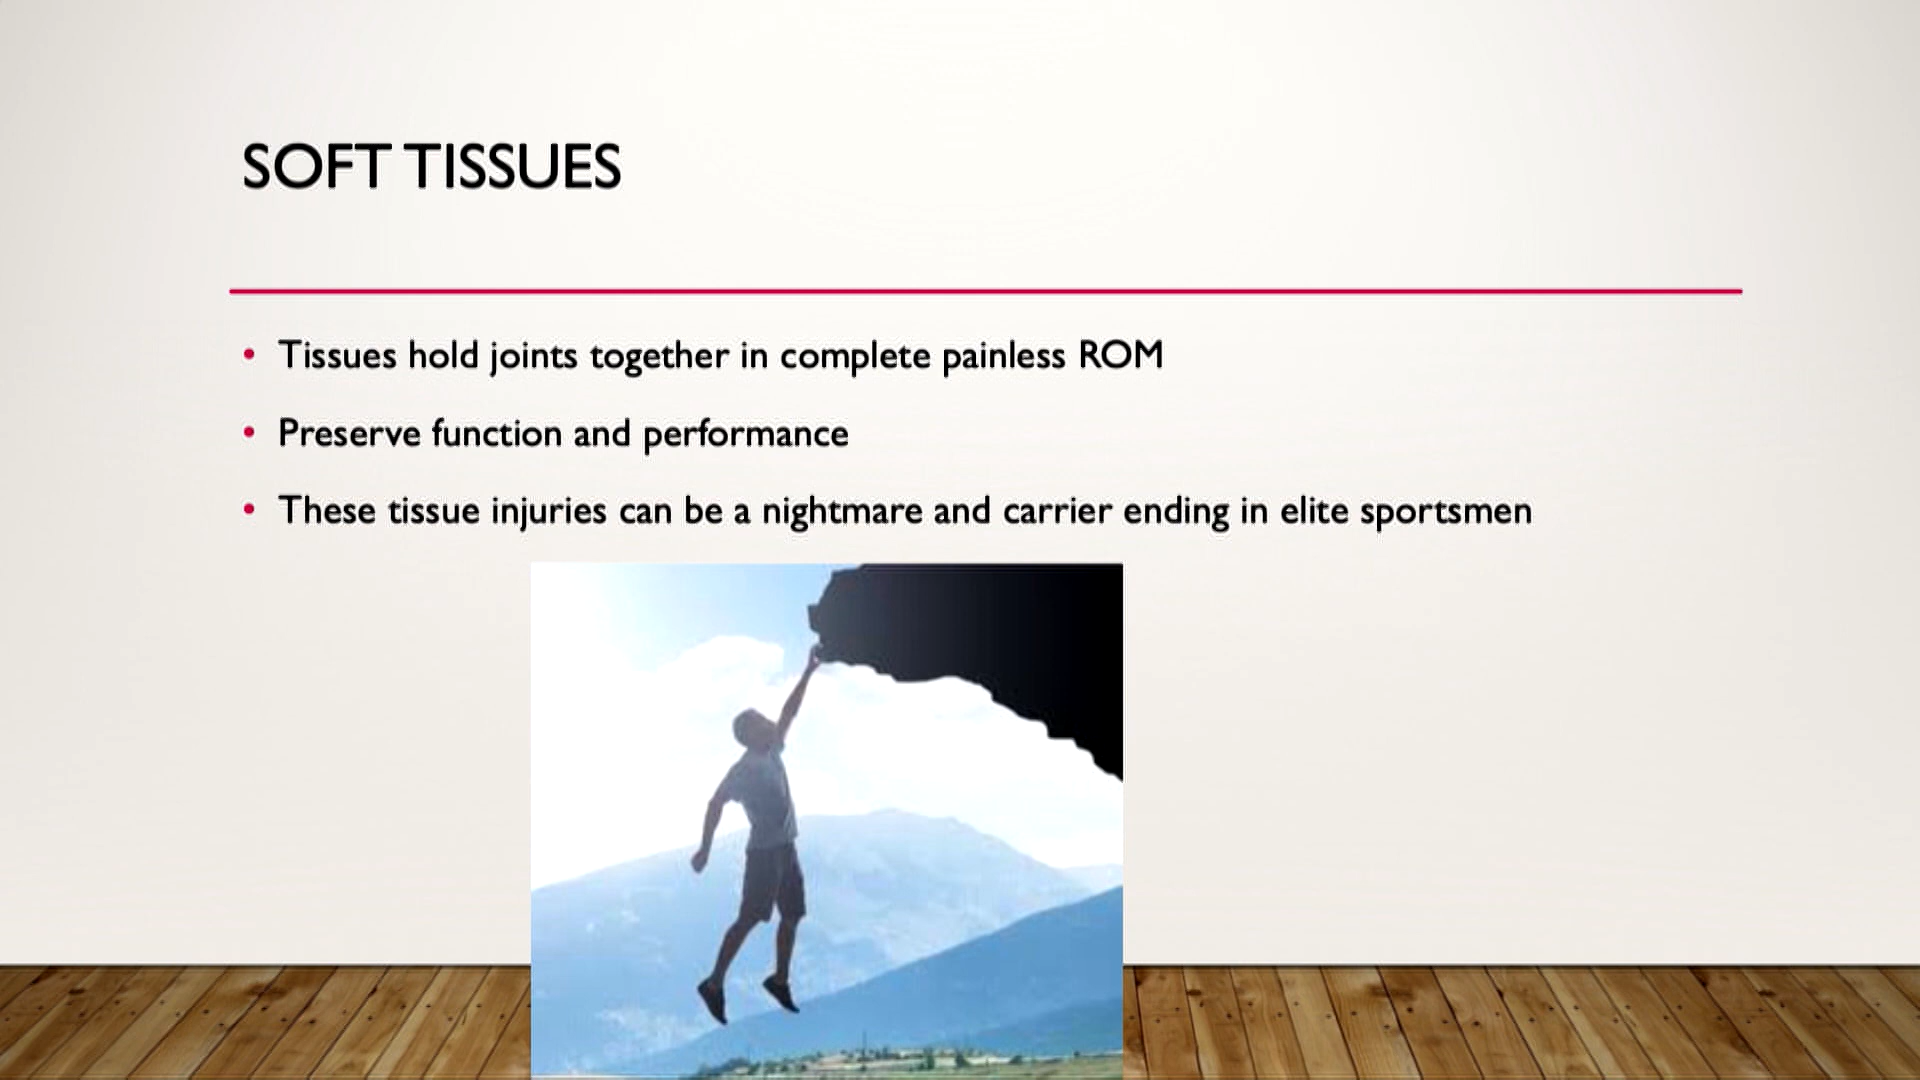 SOFT TISSUES
• Tissues hold joints together in complete painless ROM
• Preserve function and performance
• These tissue injuries can be a nightmare and carrier ending in elite sportsmen